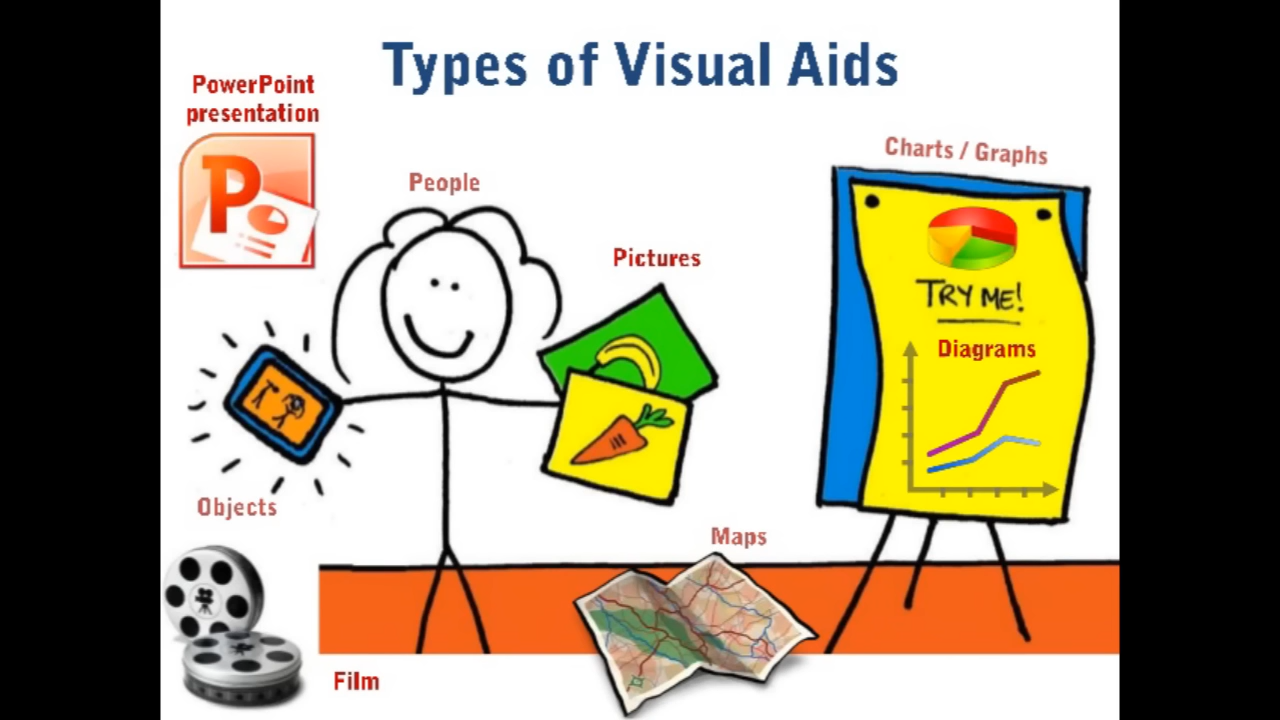 Types of Visual Aids
PowerPoint
presentation
P
Charts / Graphs
People
Pictures
TRY ME!
Diagrams
Objects
Maps
Film